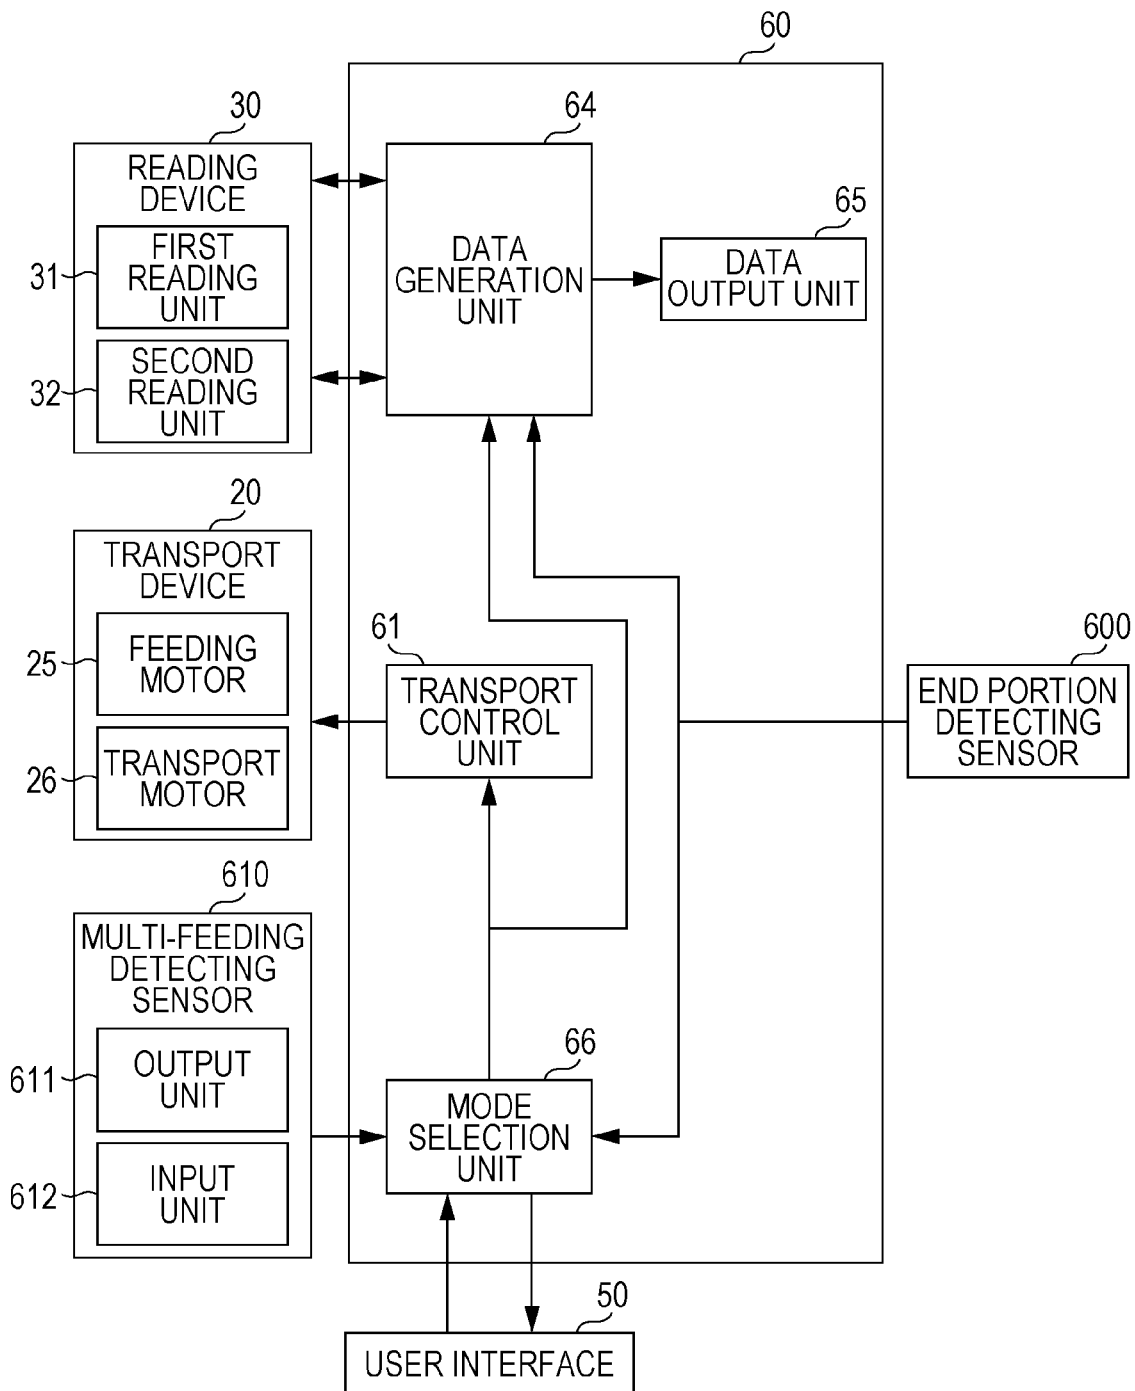 60
30
READING
DEVICE
31
FIRST
READING
UNIT
32
SECOND
READING
UNIT
64
DATA
GENERATION
UNIT
65
DATA
OUTPUT UNIT
20
TRANSPORT
DEVICE
25
FEEDING
MOTOR
26
TRANSPORT
MOTOR
61
TRANSPORT
CONTROL
UNIT
600
END PORTION
DETECTING
SENSOR
610
MULTI-FEEDING
DETECTING
SENSOR
611
OUTPUT
UNIT
612
INPUT
UNIT
66
MODE
SELECTION
UNIT
50
USER INTERFACE